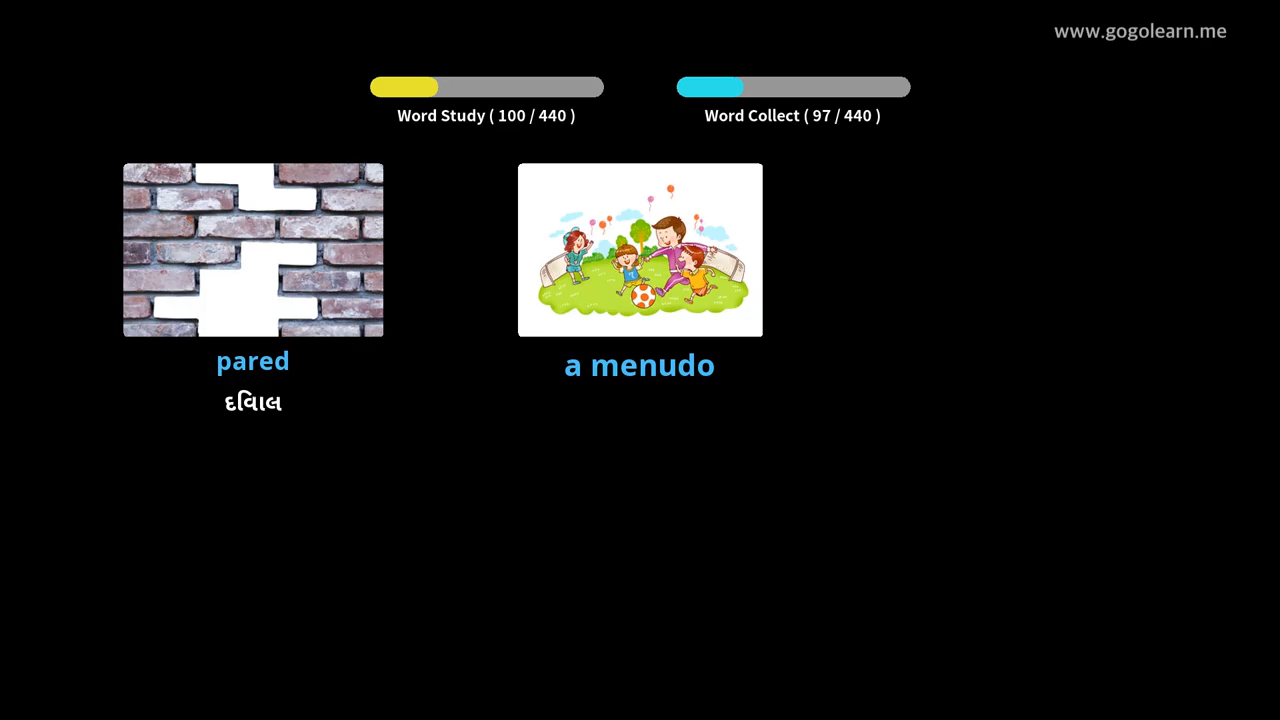 www.gogolearn.me
Word Study ( 100 / 440 )
Word Collect ( 97 / 440 )
pared
દિવાલ
a menudo